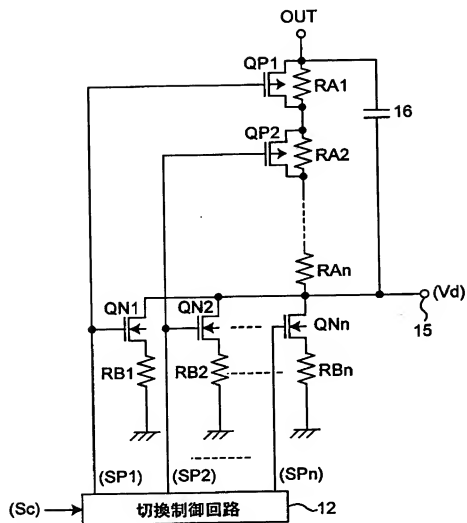 OUT
QP1
RA1
16
QP2
RA2
RAn
QN1
QN2
QNn
(Vd)
15
RB1
RB2
RBn
(SP1)
(SP2)
(SPn)
(Sc)
切換制御回路
12